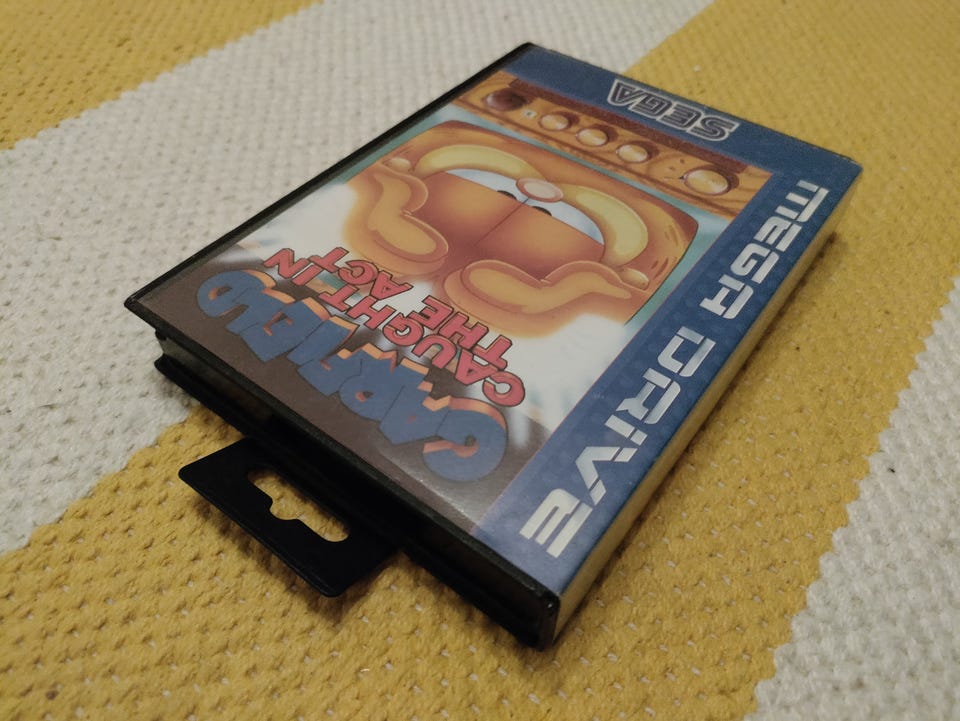 GARFIELD
CAUGHT IN
THE ACT
MEGA DRIVE
SEGA